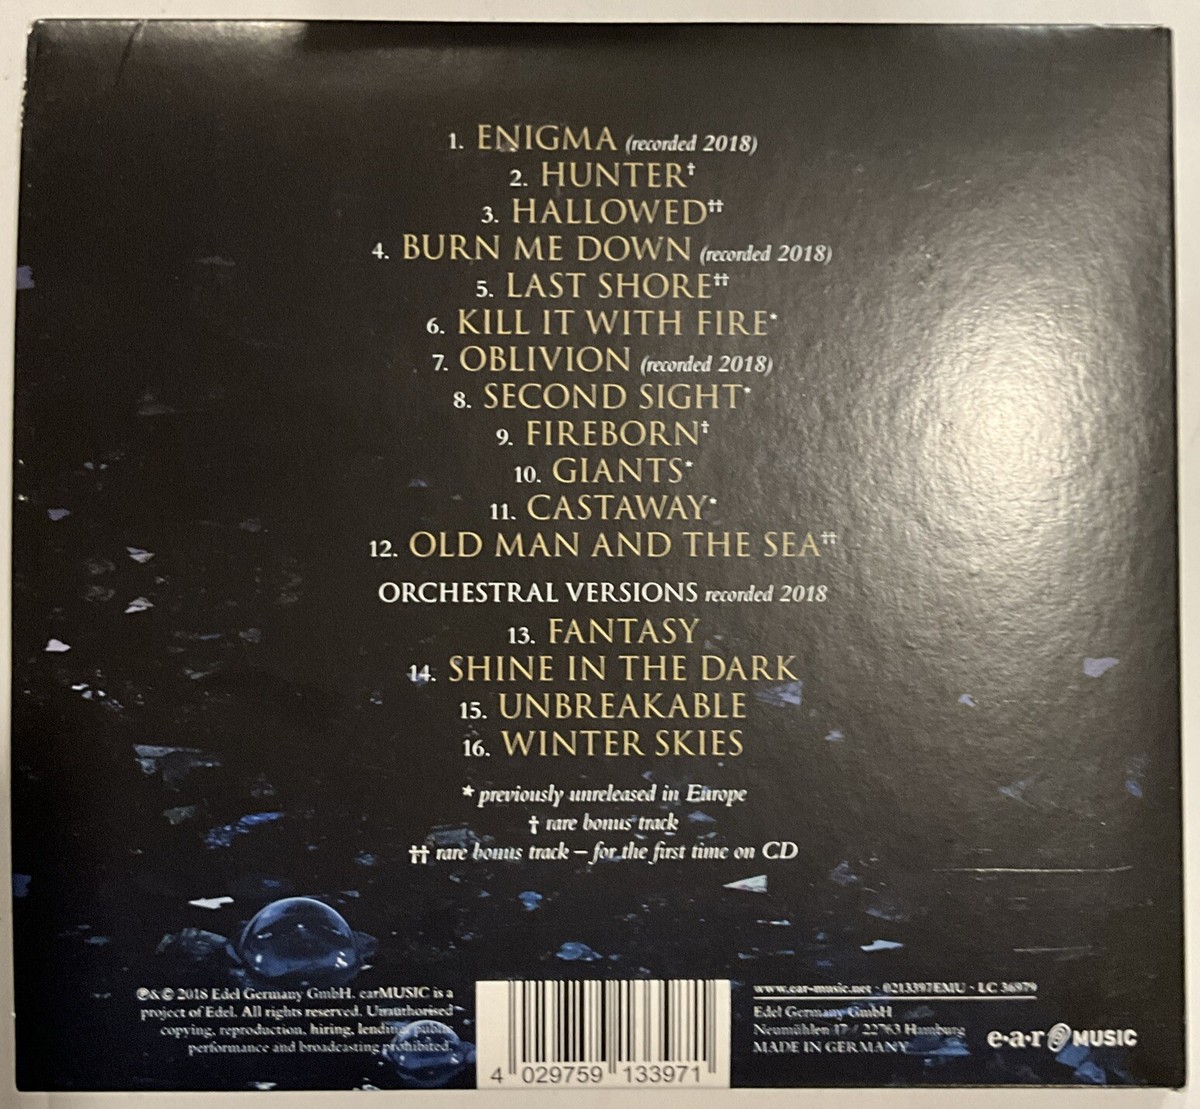 1. ENIGMA (recorded 2018)
2. HUNTER†
3. HALLOWED††
4. BURN ME DOWN (recorded 2018)
5. LAST SHORE††
6. KILL IT WITH FIRE*
7. OBLIVION (recorded 2018)
8. SECOND SIGHT*
9. FIREBORN†
10. GIANTS*
11. CASTAWAY*
12. OLD MAN AND THE SEA††
ORCHESTRAL VERSIONS recorded 2018
13. FANTASY
14. SHINE IN THE DARK
15. UNBREAKABLE
16. WINTER SKIES
* previously unreleased in Europe
† rare bonus track
†† rare bonus track – for the first time on CD
℗&© 2018 Edel Germany GmbH. earMUSIC is a
project of Edel. All rights reserved. Unauthorised
copying, reproduction, hiring, lending, public
performance and broadcasting prohibited.
4 029759 133971
www.ear-music.net · 0213397EMU · LC 36979
Edel Germany GmbH
Neumühlen 17 / 22763 Hamburg
MADE IN GERMANY
e·a·r MUSIC